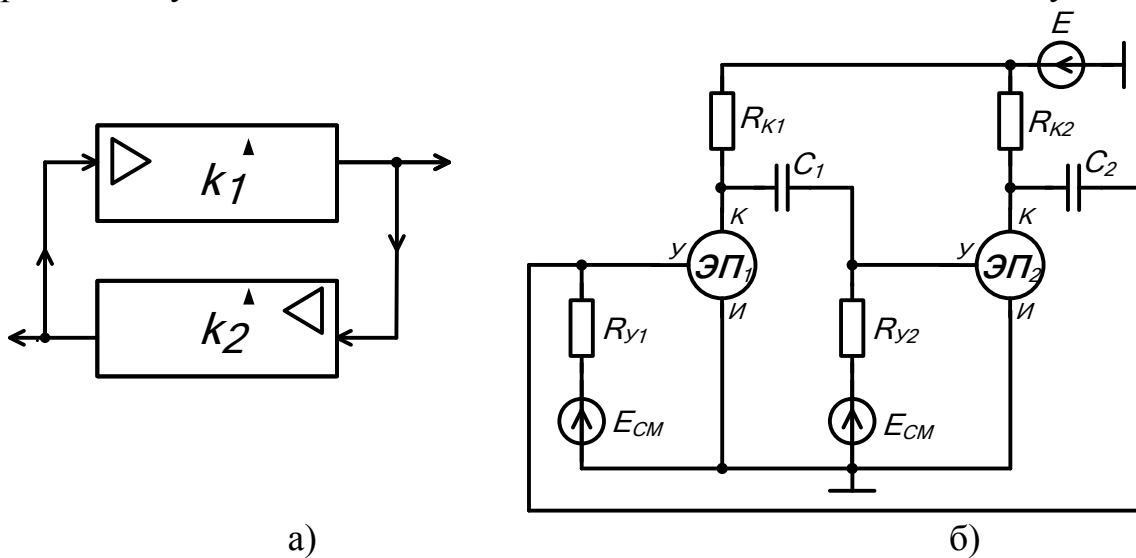 E
R_K1
R_K2
C_1
C_2
k_1
К
К
У
ЭП_1
У
ЭП_2
И
И
k_2
R_У1
R_У2
E_СМ
E_СМ
а)
б)